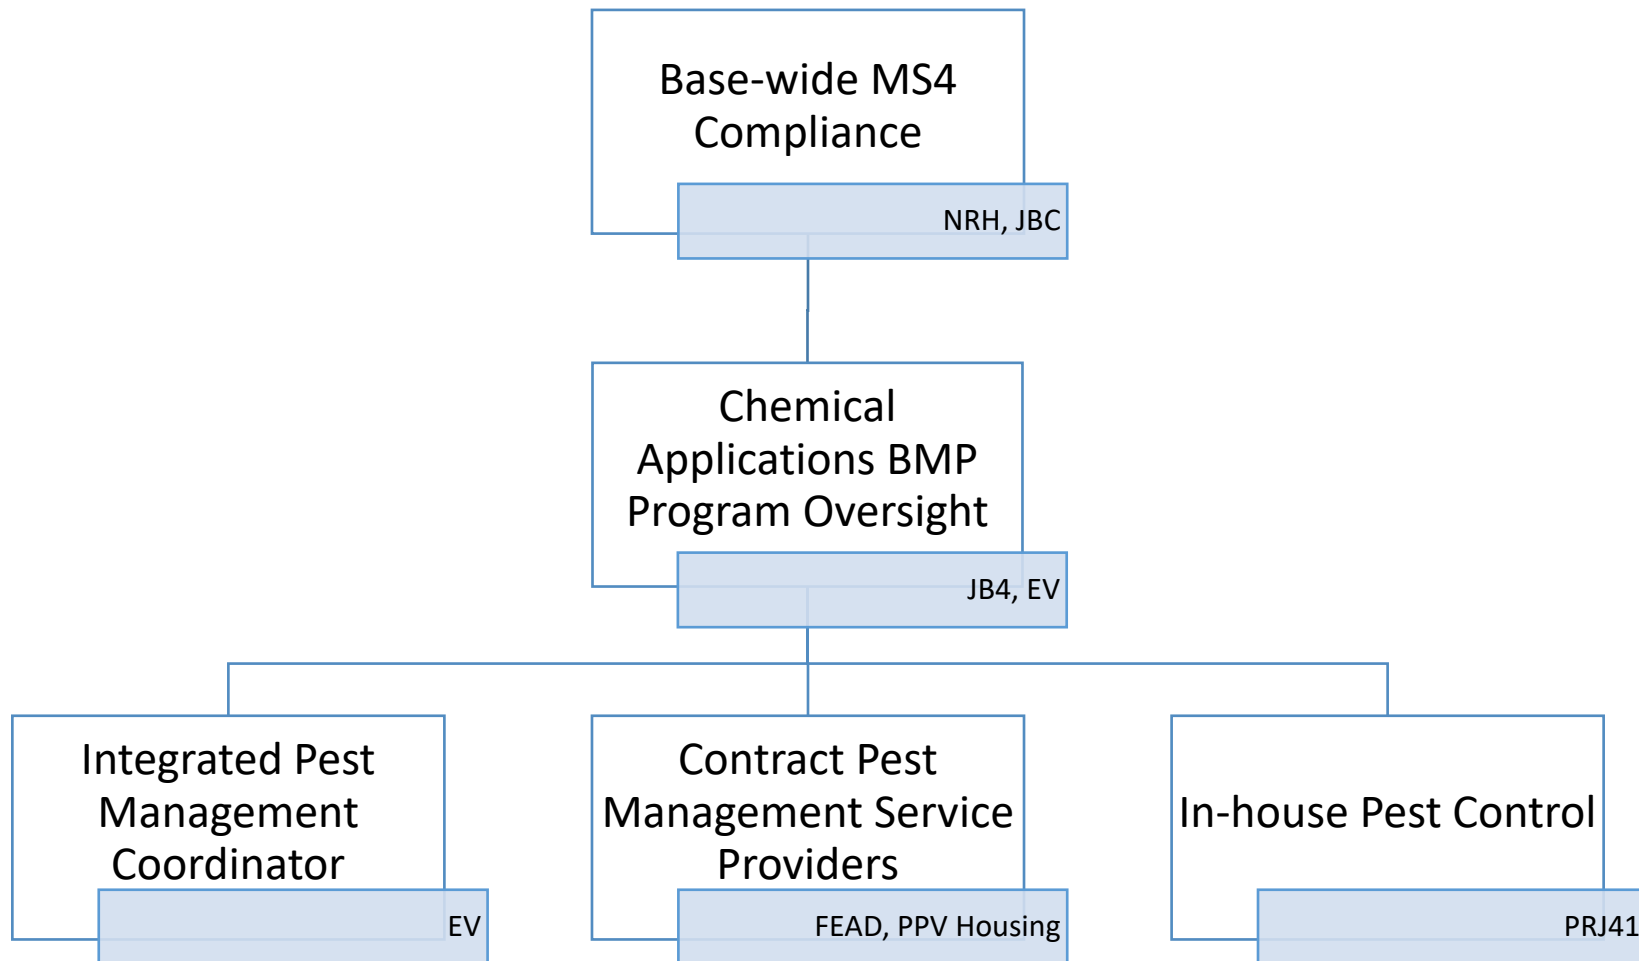 Base-wide MS4
Compliance
NRH, JBC
Chemical
Applications BMP
Program Oversight
JB4, EV
Integrated Pest
Management
Coordinator
EV
Contract Pest
Management Service
Providers
FEAD, PPV Housing
In-house Pest Control
PRJ41